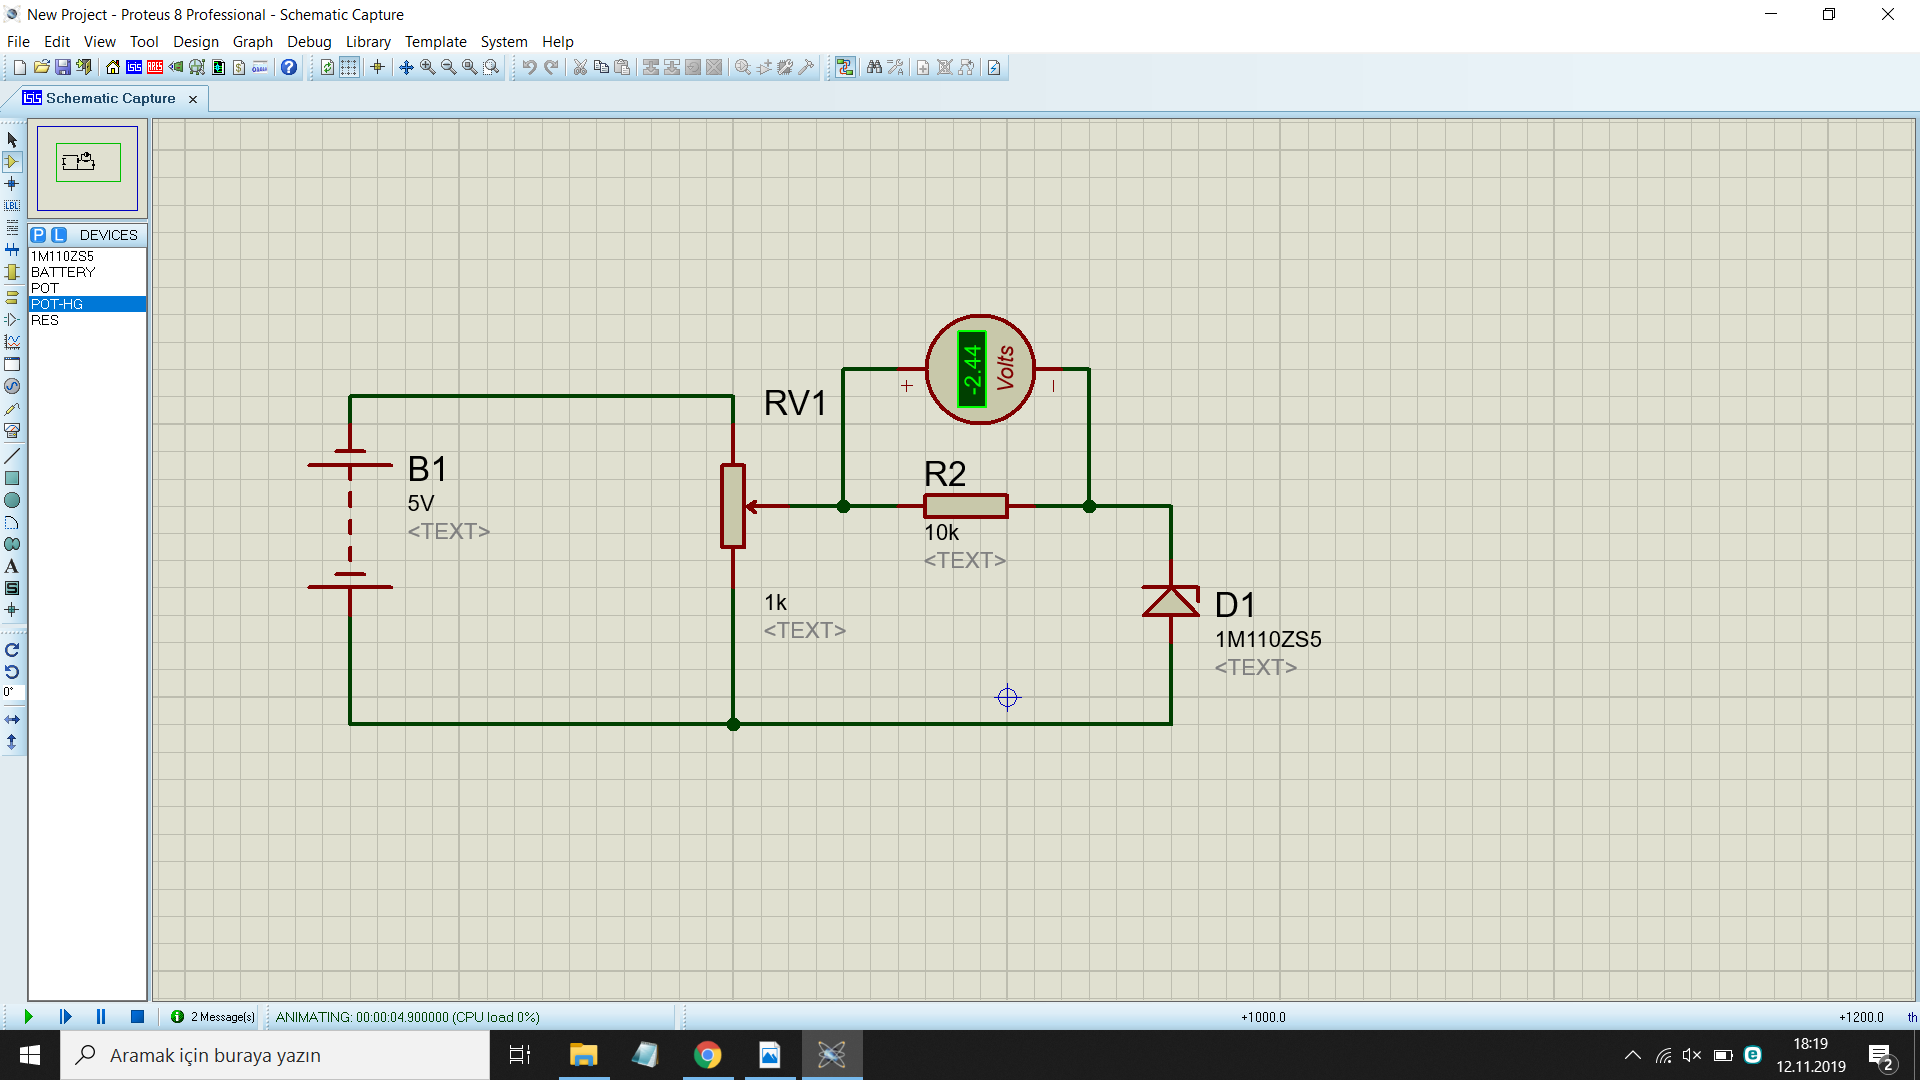 New Project - Proteus 8 Professional - Schematic Capture
File Edit View Tool Design Graph Debug Library Template System Help
Schematic Capture
P L DEVICES
1M110ZS5
BATTERY
POT
POT-HG
RES
LBL
A
S
0°
RV1
+
-2.44
Volts
B1
5V
<TEXT>
R2
10k
<TEXT>
1k
<TEXT>
D1
1M110ZS5
<TEXT>
2 Message(s)
ANIMATING: 00:00:04.900000 (CPU load 0%)
+1000.0
+1200.0
th
Aramak için buraya yazın
18:19
12.11.2019
2